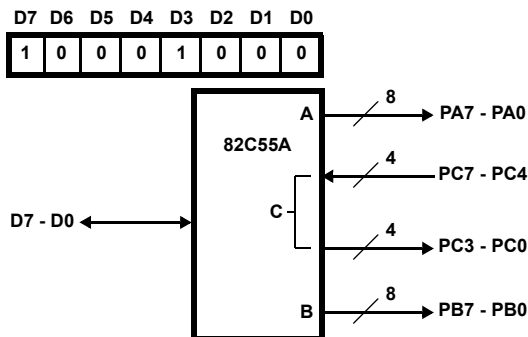 D7 D6 D5 D4 D3 D2 D1 D0
1 0 0 0 1 0 0 0
A 8 PA7 - PA0
82C55A
4 PC7 - PC4
C
D7 - D0
4 PC3 - PC0
B 8 PB7 - PB0